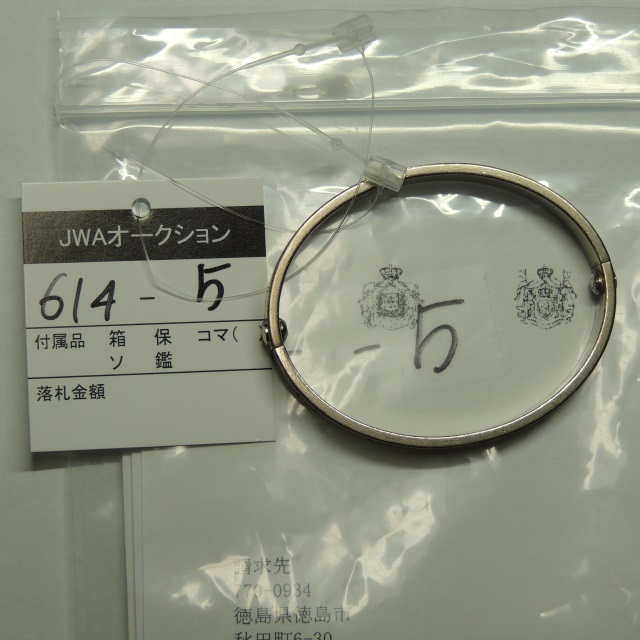 JWAオークション
614 - 5
付属品 箱 保 コマ(
ソ 鑑
落札金額
- 5
請求先
770-0934
徳島県徳島市
秋田町6-30